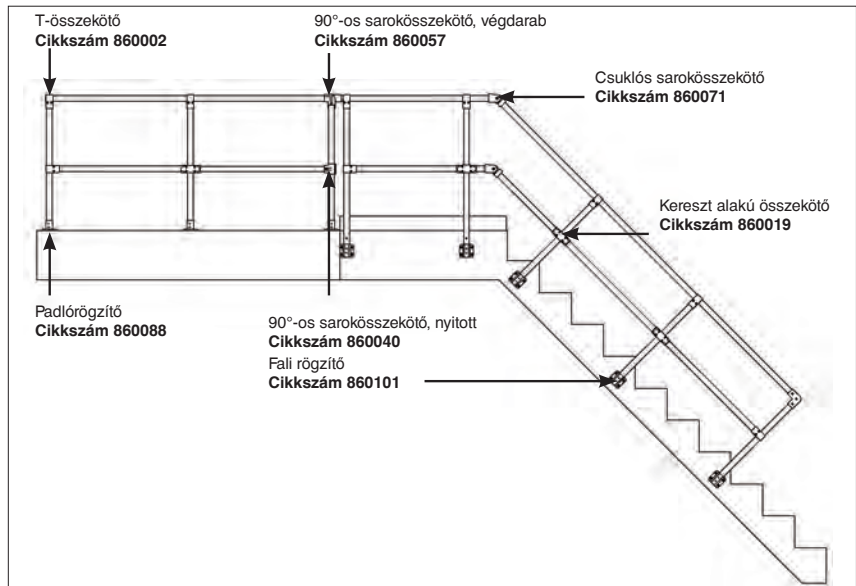 T-összekötő
Cikkszám 860002
90°-os sarokösszekötő, végdarab
Cikkszám 860057
Csuklós sarokösszekötő
Cikkszám 860071
Kereszt alakú összekötő
Cikkszám 860019
Padlórögzítő
Cikkszám 860088
90°-os sarokösszekötő, nyitott
Cikkszám 860040
Fali rögzítő
Cikkszám 860101